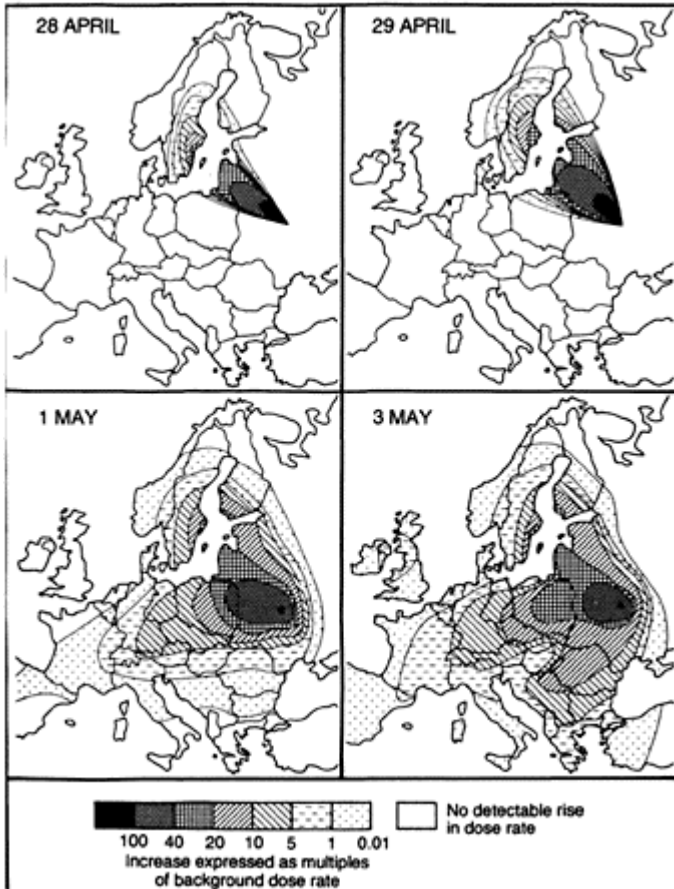 28 APRIL
29 APRIL
1 MAY
3 MAY
100 40 20 10 5 1 0.01
Increase expressed as multiples
of background dose rate
No detectable rise
in dose rate